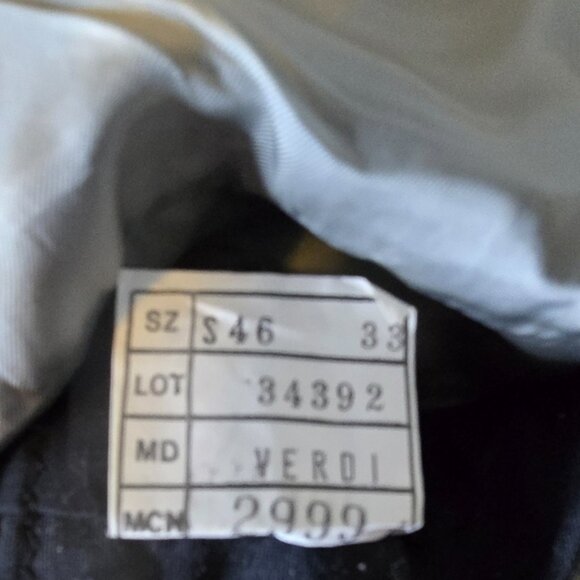 SZ S46 33
LOT 34392
MD VERDI
MCN 2999